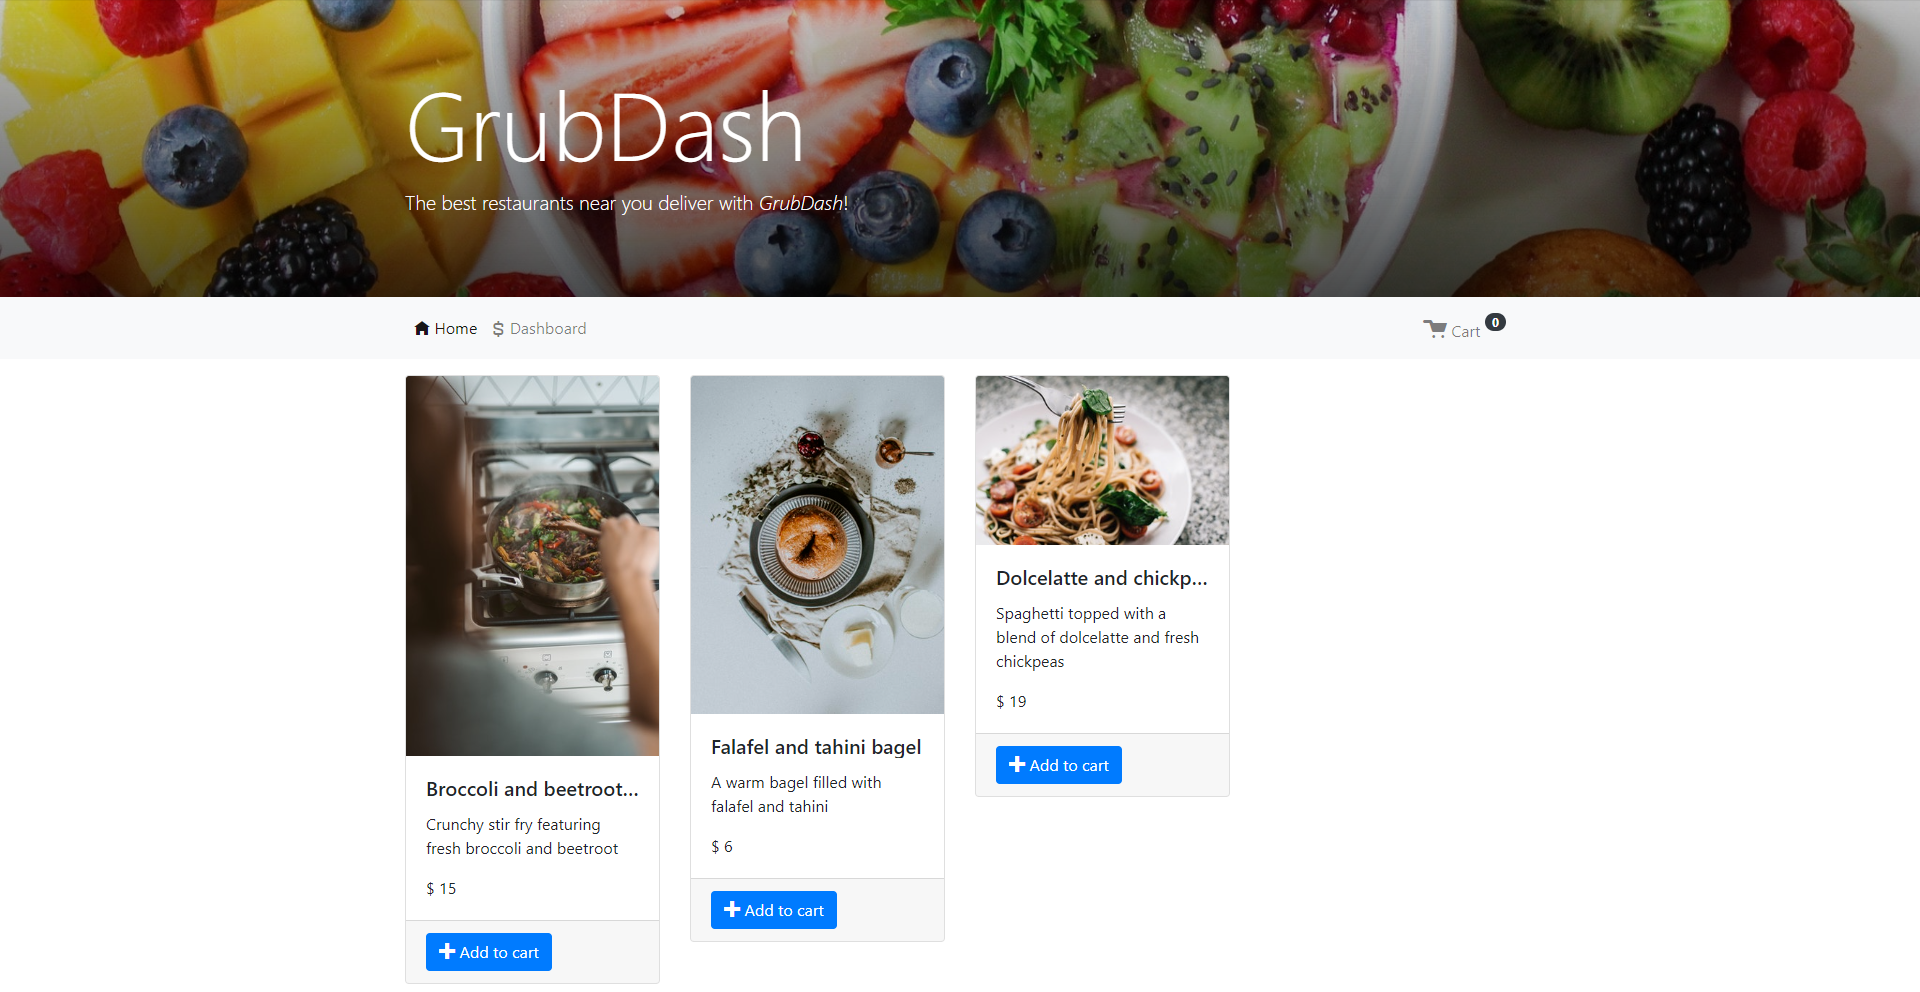 GrubDash
The best restaurants near you deliver with GrubDash!
Home
Dashboard
Cart 0
Broccoli and beetroot...
Crunchy stir fry featuring
fresh broccoli and beetroot
$ 15
Add to cart
Falafel and tahini bagel
A warm bagel filled with
falafel and tahini
$ 6
Add to cart
Dolcelatte and chickp...
Spaghetti topped with a
blend of dolcelatte and fresh
chickpeas
$ 19
Add to cart